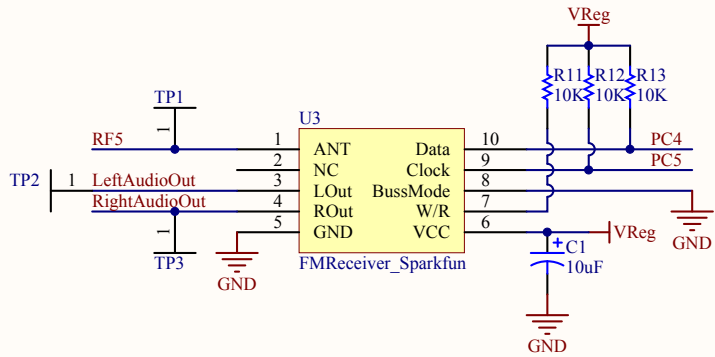 VReg
R11
R12
R13
10K
10K
10K
TP1
1
RF5
U3
1
ANT
Data
10
PC4
2
NC
Clock
9
PC5
TP2
1
LeftAudioOut
3
LOut
BussMode
8
RightAudioOut
4
ROut
W/R
7
GND
1
5
GND
VCC
6
VReg
TP3
GND
FMReceiver_Sparkfun
+
C1
10uF
GND